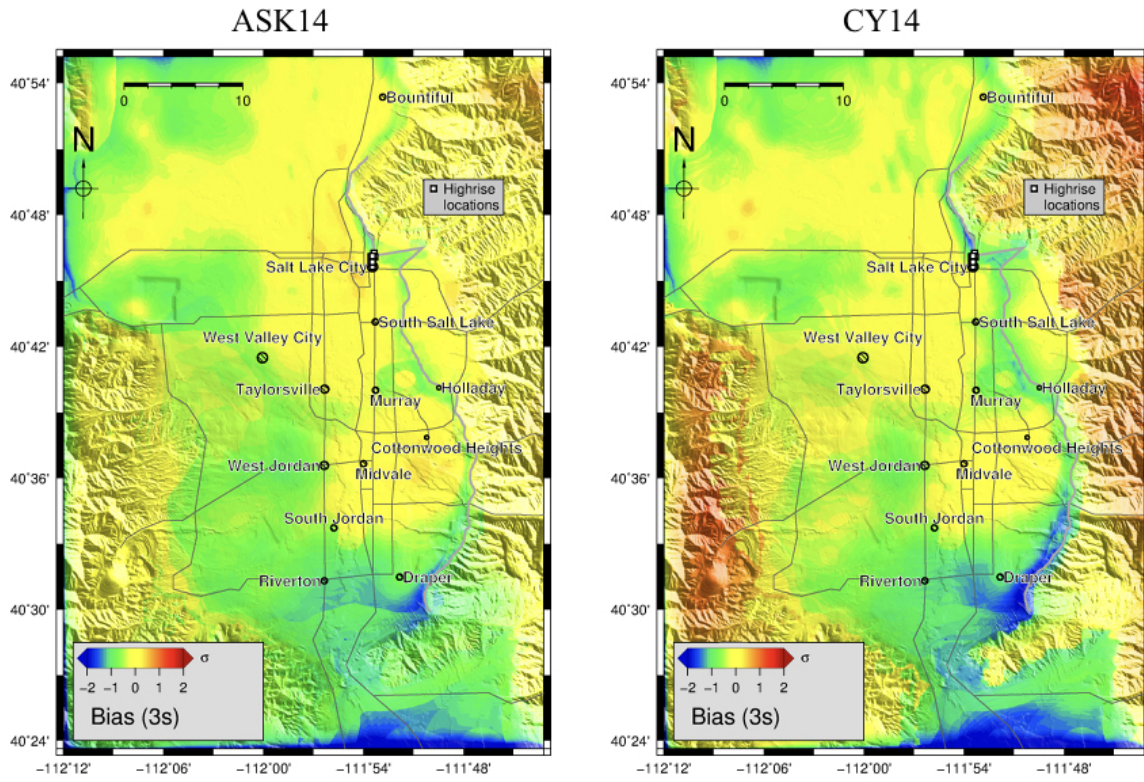 ASK14
CY14
40°54'
40°48'
40°42'
40°36'
40°30'
40°24'
0
10
N
Bountiful
Highrise
locations
Salt Lake City
South Salt Lake
West Valley City
Taylorsville
Holladay
Murray
Cottonwood Heights
West Jordan
Midvale
South Jordan
Riverton
Draper
σ
−2 −1 0 1 2
Bias (3s)
−112°12' −112°06' −112°00' −111°54' −111°48'
40°54'
40°48'
40°42'
40°36'
40°30'
40°24'
0
10
N
Bountiful
Highrise
locations
Salt Lake City
South Salt Lake
West Valley City
Taylorsville
Holladay
Murray
Cottonwood Heights
West Jordan
Midvale
South Jordan
Riverton
Draper
σ
−2 −1 0 1 2
Bias (3s)
−112°12' −112°06' −112°00' −111°54' −111°48'